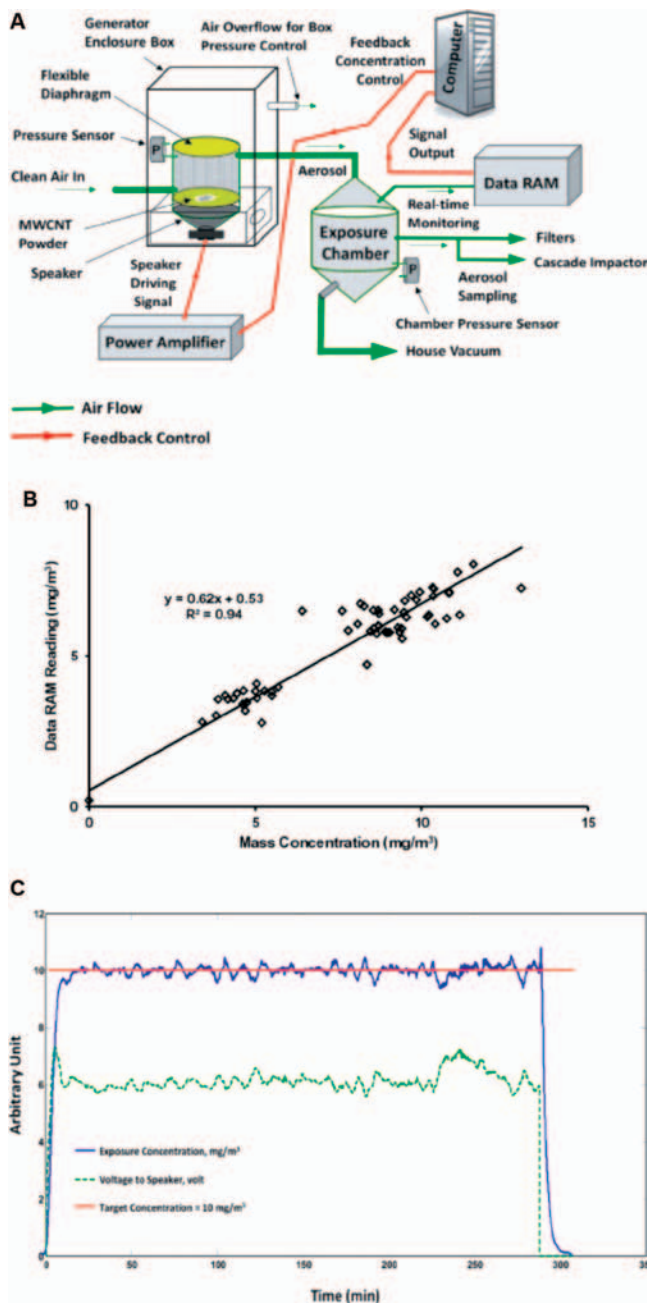 A
Generator
Enclosure Box
Air Overflow for Box
Pressure Control
Feedback
Concentration
Control
Computer
Flexible
Diaphragm
Pressure Sensor
P
Signal
Output
Clean Air In
Aerosol
Data RAM
MWCNT
Powder
Real-time
Monitoring
Exposure
Chamber
Filters
Speaker
Cascade Impactor
Speaker
Driving
Signal
P
Aerosol
Sampling
Chamber Pressure Sensor
Power Amplifier
House Vacuum
Air Flow
Feedback Control
B
10
y = 0.62x + 0.53
R² = 0.94
5
0
Data RAM Reading (mg/m³)
0 5 10 15
Mass Concentration (mg/m³)
C
12
10
8
6
4
2
0
Arbitrary Unit
Exposure Concentration, mg/m³
Voltage to Speaker, volt
Target Concentration = 10 mg/m³
0 50 100 150 200 250 300 350
Time (min)